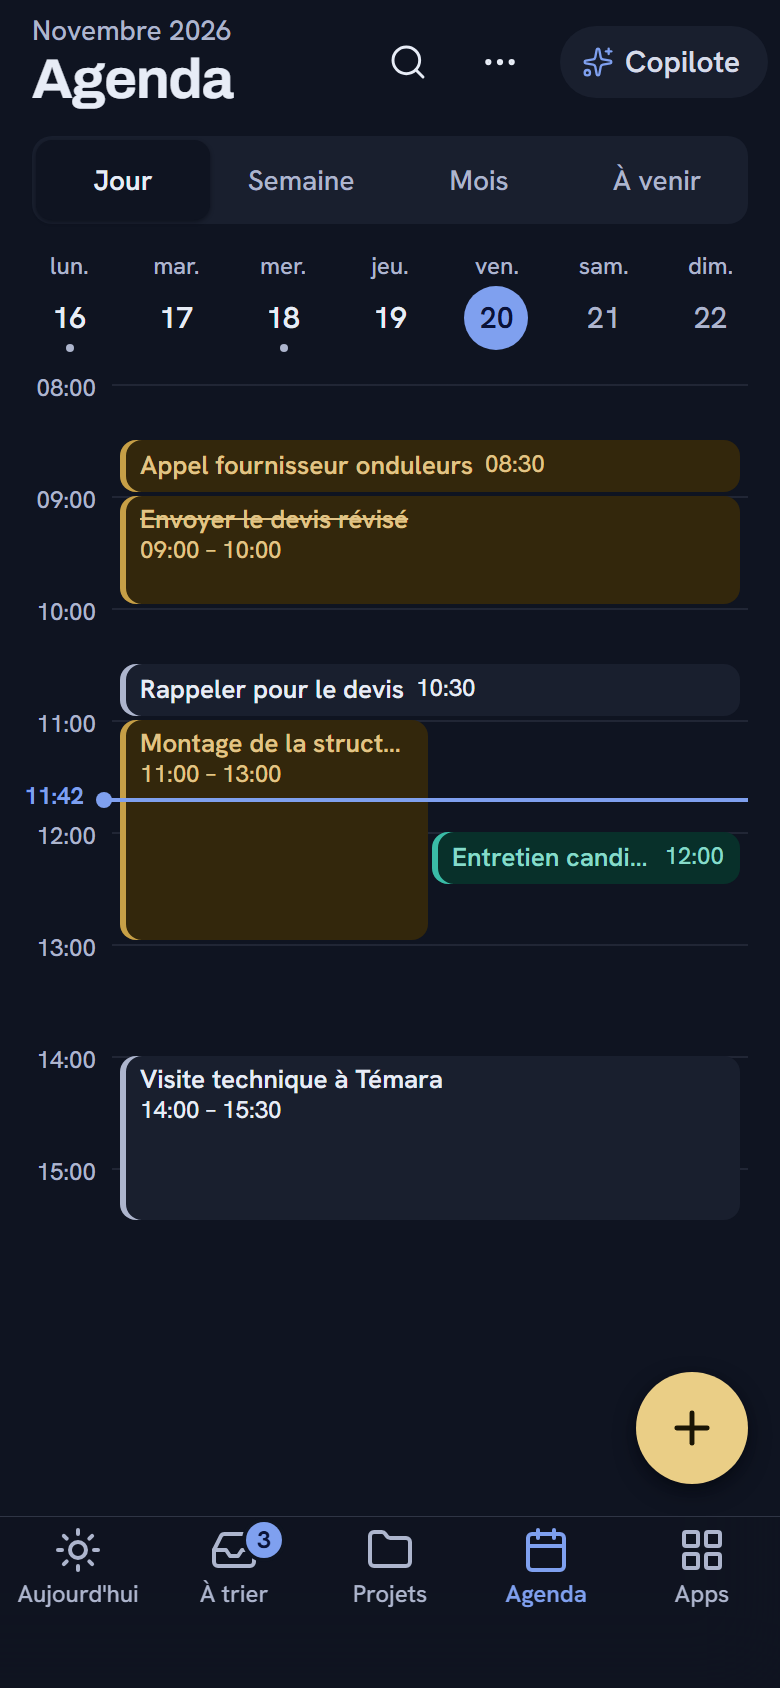 Novembre 2026
Agenda
Copilote
Jour Semaine Mois À venir
lun. mar. mer. jeu. ven. sam. dim.
16 17 18 19 20 21 22
08:00
Appel fournisseur onduleurs 08:30
09:00
Envoyer le devis révisé
09:00 – 10:00
10:00
Rappeler pour le devis 10:30
11:00
Montage de la struct...
11:00 – 13:00
11:42
12:00
Entretien candi... 12:00
13:00
14:00
Visite technique à Témara
14:00 – 15:30
15:00
3
Aujourd'hui À trier Projets Agenda Apps